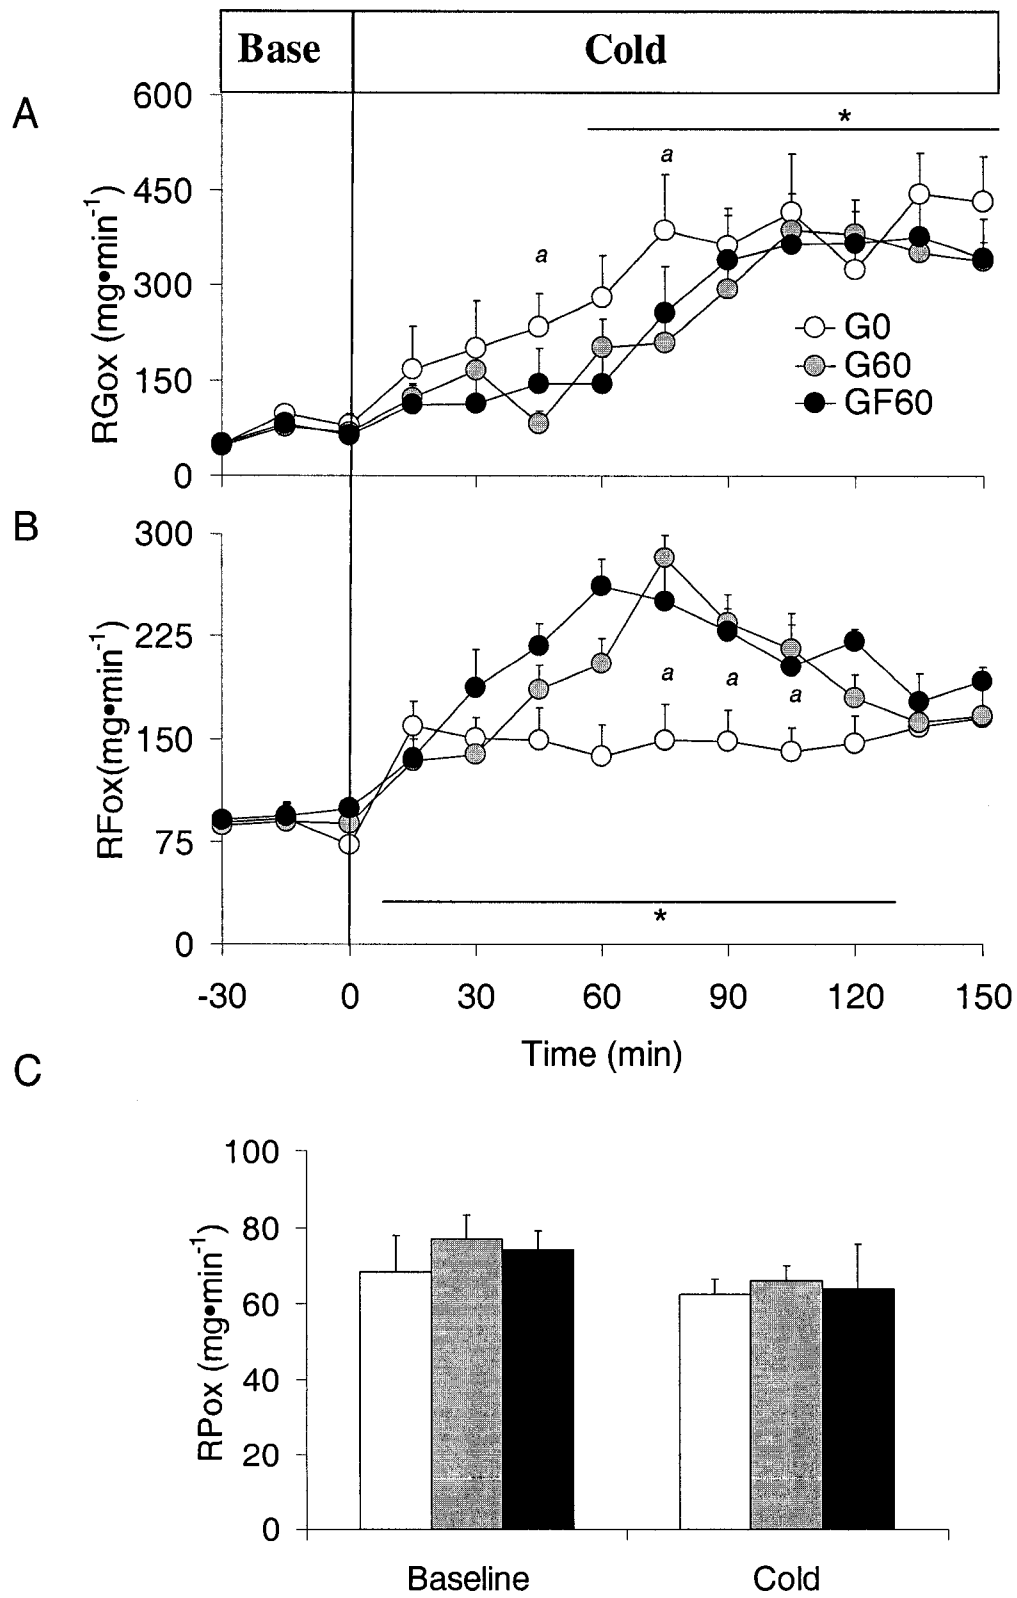 Base Cold
A
600
*
a
450
a
RGox (mg•min-1)
300
G0
G60
150
GF60
0
B
300
225
a a a
RFox(mg•min-1)
150
75
*
0
-30 0 30 60 90 120 150
Time (min)
C
100
80
RPox (mg•min-1)
60
40
20
0
Baseline Cold